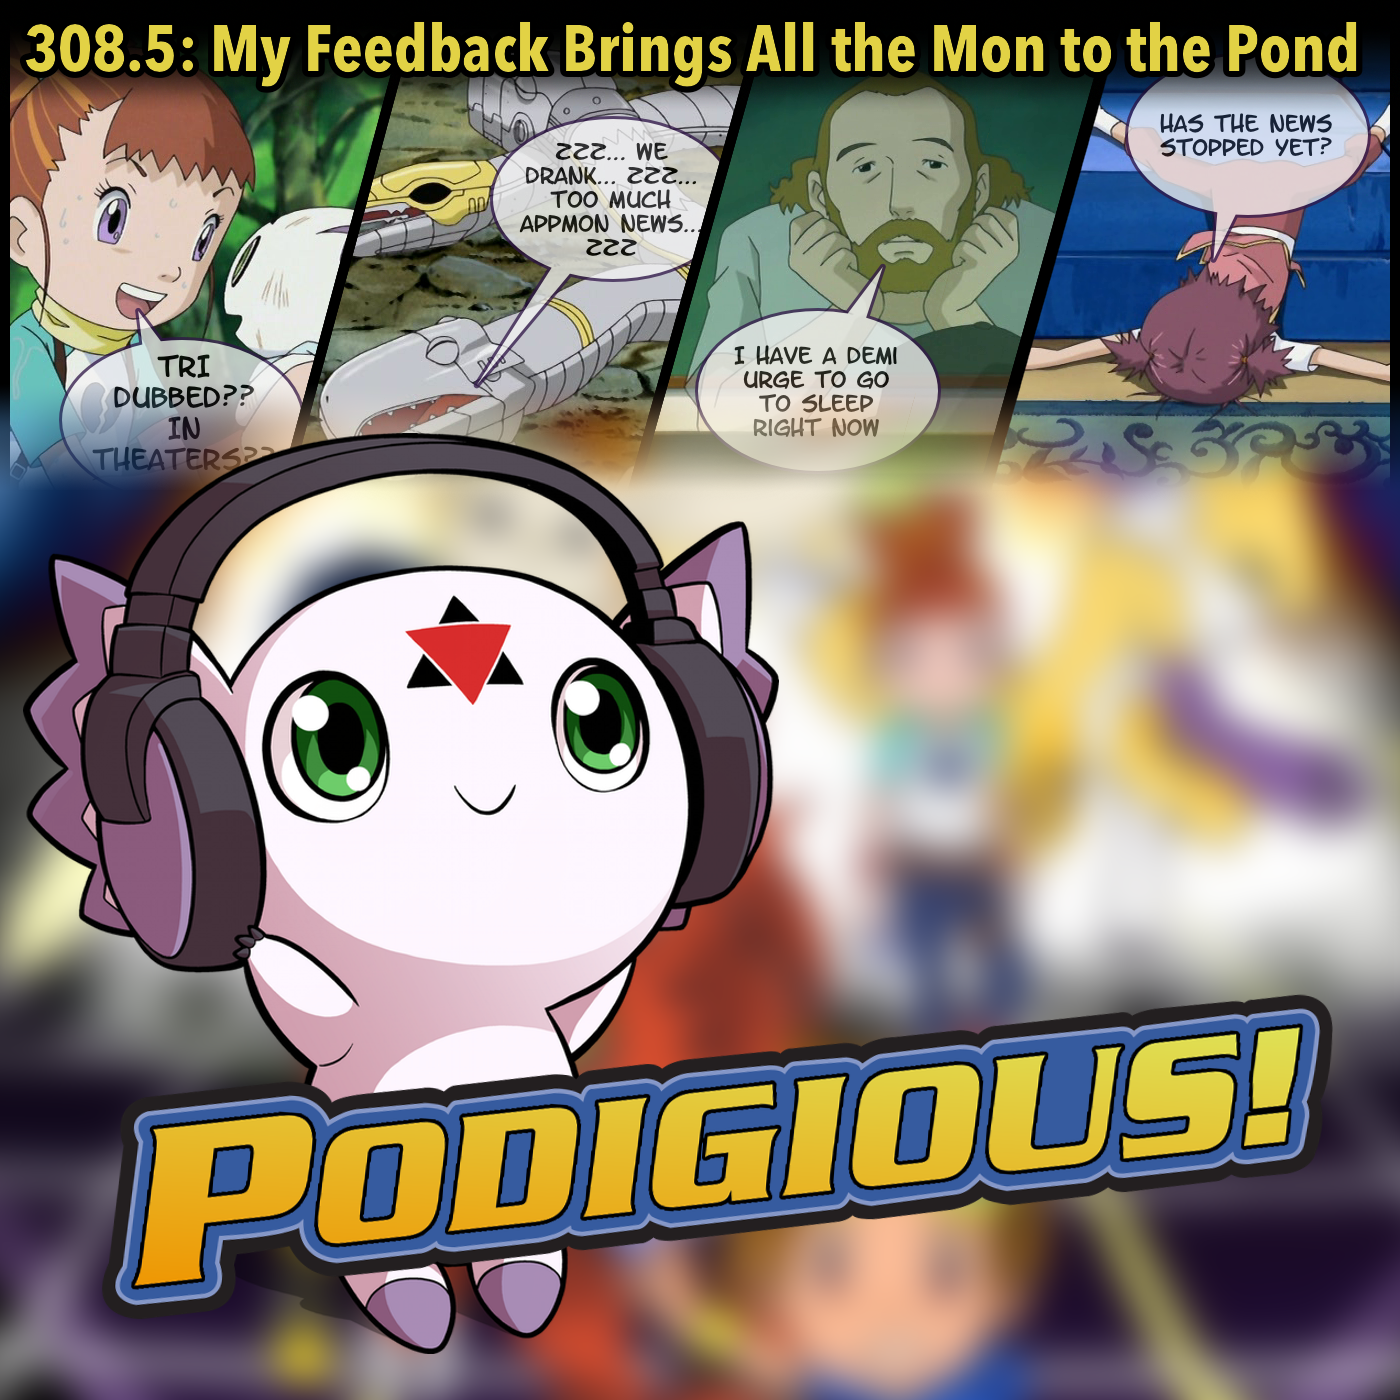 308.5: My Feedback Brings All the Mon to the Pond
TRI
DUBBED??
IN
THEATERS??
ZZZ... WE
DRANK... ZZZ...
TOO MUCH
APPMON NEWS...
ZZZ
I HAVE A DEMI
URGE TO GO
TO SLEEP
RIGHT NOW
HAS THE NEWS
STOPPED YET?
PODIGIOUS!